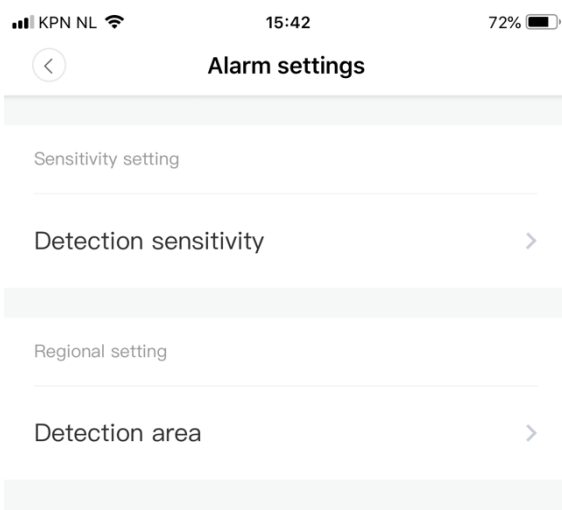 KPN NL 15:42 72%
Alarm settings
Sensitivity setting
Detection sensitivity
Regional setting
Detection area